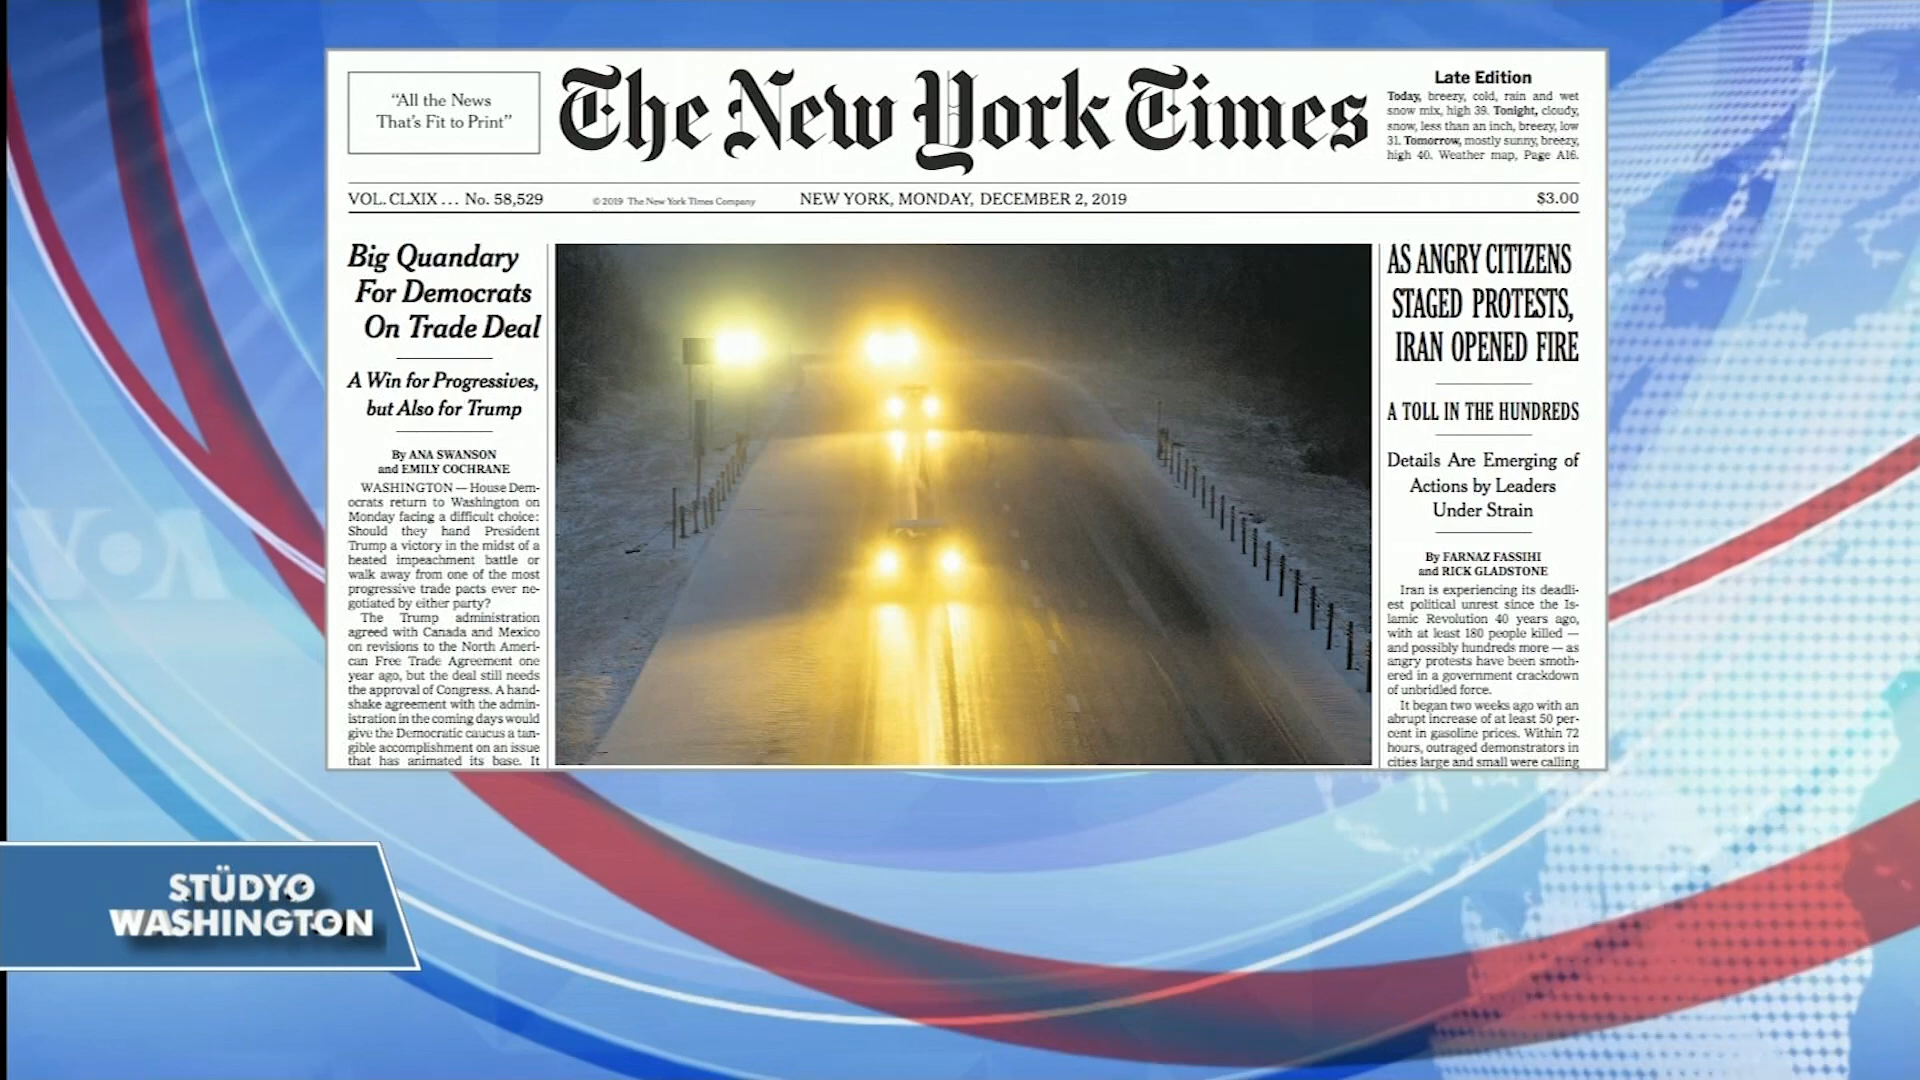 "All the News
That's Fit to Print"
The New York Times
Late Edition
Today, breezy, cold, rain and wet
snow mix, high 39. Tonight, cloudy,
snow, less than an inch, breezy, low
31. Tomorrow, mostly sunny, breezy,
high 40. Weather map, Page A16.
VOL. CLXIX ... No. 58,529
© 2019 The New York Times Company
NEW YORK, MONDAY, DECEMBER 2, 2019
$3.00
Big Quandary
For Democrats
On Trade Deal
A Win for Progressives,
but Also for Trump
By ANA SWANSON
and EMILY COCHRANE
WASHINGTON — House Dem-
ocrats return to Washington on
Monday facing a difficult choice:
Should they hand President
Trump a victory in the midst of a
heated impeachment battle or
walk away from one of the most
progressive trade pacts ever ne-
gotiated by either party?
The Trump administration
agreed with Canada and Mexico
on revisions to the North Ameri-
can Free Trade Agreement one
year ago, but the deal still needs
the approval of Congress. A hand-
shake agreement with the admin-
istration in the coming days would
give the Democratic caucus a tan-
gible accomplishment on an issue
that has animated its base. It
AS ANGRY CITIZENS
STAGED PROTESTS,
IRAN OPENED FIRE
A TOLL IN THE HUNDREDS
Details Are Emerging of
Actions by Leaders
Under Strain
By FARNAZ FASSIHI
and RICK GLADSTONE
Iran is experiencing its deadli-
est political unrest since the Is-
lamic Revolution 40 years ago,
with at least 180 people killed —
and possibly hundreds more — as
angry protests have been smoth-
ered in a government crackdown
of unbridled force.
It began two weeks ago with an
abrupt increase of at least 50 per-
cent in gasoline prices. Within 72
hours, outraged demonstrators in
cities large and small were calling
VOA
STÜDYO
WASHINGTON